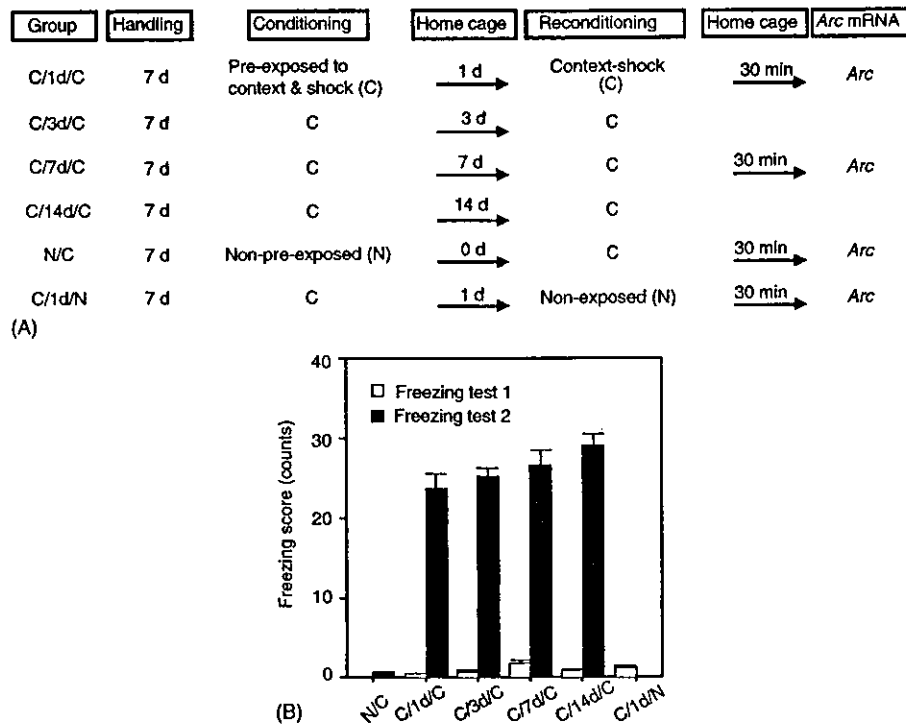 Group Handling Conditioning Home cage Reconditioning Home cage Arc mRNA
C/1d/C 7 d Pre-exposed to context & shock (C) 1 d Context-shock (C) 30 min Arc
C/3d/C 7 d C 3 d C
C/7d/C 7 d C 7 d C 30 min Arc
C/14d/C 7 d C 14 d C
N/C 7 d Non-pre-exposed (N) 0 d C 30 min Arc
C/1d/N 7 d C 1 d Non-exposed (N) 30 min Arc
(A)
40
Freezing test 1
Freezing test 2
30
20
10
0
Freezing score (counts)
N/C C/1d/C C/3d/C C/7d/C C/14d/C C/1d/N
(B)